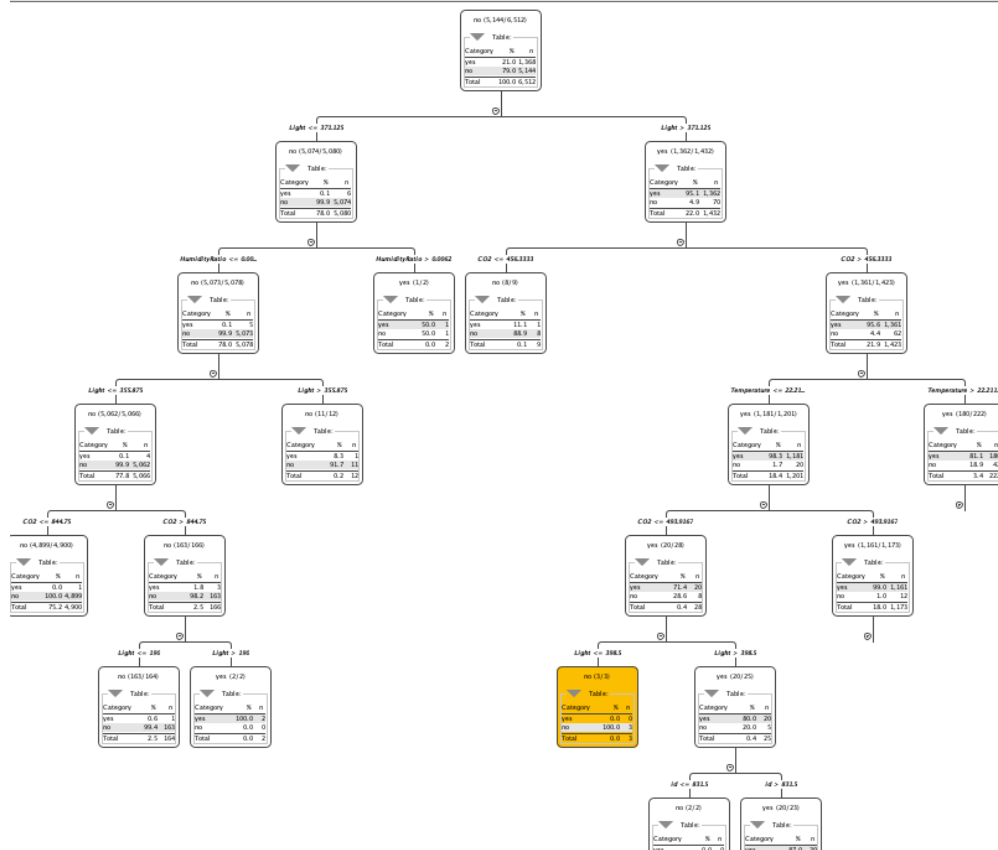 no (5,144/6,512)
Table:
Category % n
yes 21.0 1,368
no 79.0 5,144
Total 100.0 6,512
Light <= 371.125
Light > 371.125
no (5,074/5,080)
Table:
Category % n
yes 0.1 6
no 99.9 5,074
Total 78.0 5,080
yes (1,362/1,432)
Table:
Category % n
yes 95.1 1,362
no 4.9 70
Total 22.0 1,432
HumidityRatio <= 0.00...
HumidityRatio > 0.0062
CO2 <= 456.3333
CO2 > 456.3333
no (5,073/5,078)
Table:
Category % n
yes 0.1 5
no 99.9 5,073
Total 78.0 5,078
yes (1/2)
Table:
Category % n
yes 50.0 1
no 50.0 1
Total 0.0 2
no (8/9)
Table:
Category % n
yes 11.1 1
no 88.9 8
Total 0.1 9
yes (1,361/1,423)
Table:
Category % n
yes 95.6 1,361
no 4.4 62
Total 21.9 1,423
Light <= 355.875
Light > 355.875
Temperature <= 22.21...
Temperature > 22.211
no (5,062/5,066)
Table:
Category % n
yes 0.1 4
no 99.9 5,062
Total 77.8 5,066
no (11/12)
Table:
Category % n
yes 8.3 1
no 91.7 11
Total 0.2 12
yes (1,181/1,201)
Table:
Category % n
yes 98.3 1,181
no 1.7 20
Total 18.4 1,201
yes (180/222)
Table:
Category %
yes 81.1
no 18.9
Total 3.4
CO2 <= 844.75
CO2 > 844.75
CO2 <= 493.9167
CO2 > 493.9167
no (4,899/4,900)
Table:
Category % n
yes 0.0 1
no 100.0 4,899
Total 75.2 4,900
no (163/166)
Table:
Category % n
yes 1.8 3
no 98.2 163
Total 2.5 166
yes (20/28)
Table:
Category % n
yes 71.4 20
no 28.6 8
Total 0.4 28
yes (1,161/1,173)
Table:
Category % n
yes 99.0 1,161
no 1.0 12
Total 18.0 1,173
Light <= 196
Light > 196
Light <= 398.5
Light > 398.5
no (163/164)
Table:
Category % n
yes 0.6 1
no 99.4 163
Total 2.5 164
yes (2/2)
Table:
Category % n
yes 100.0 2
no 0.0 0
Total 0.0 2
no (3/3)
Table:
Category % n
yes 0.0 0
no 100.0 3
Total 0.0 3
yes (20/25)
Table:
Category % n
yes 80.0 20
no 20.0 5
Total 0.4 25
id <= 831.5
id > 831.5
no (2/2)
Table:
Category % n
yes (20/23)
Table:
Category % n